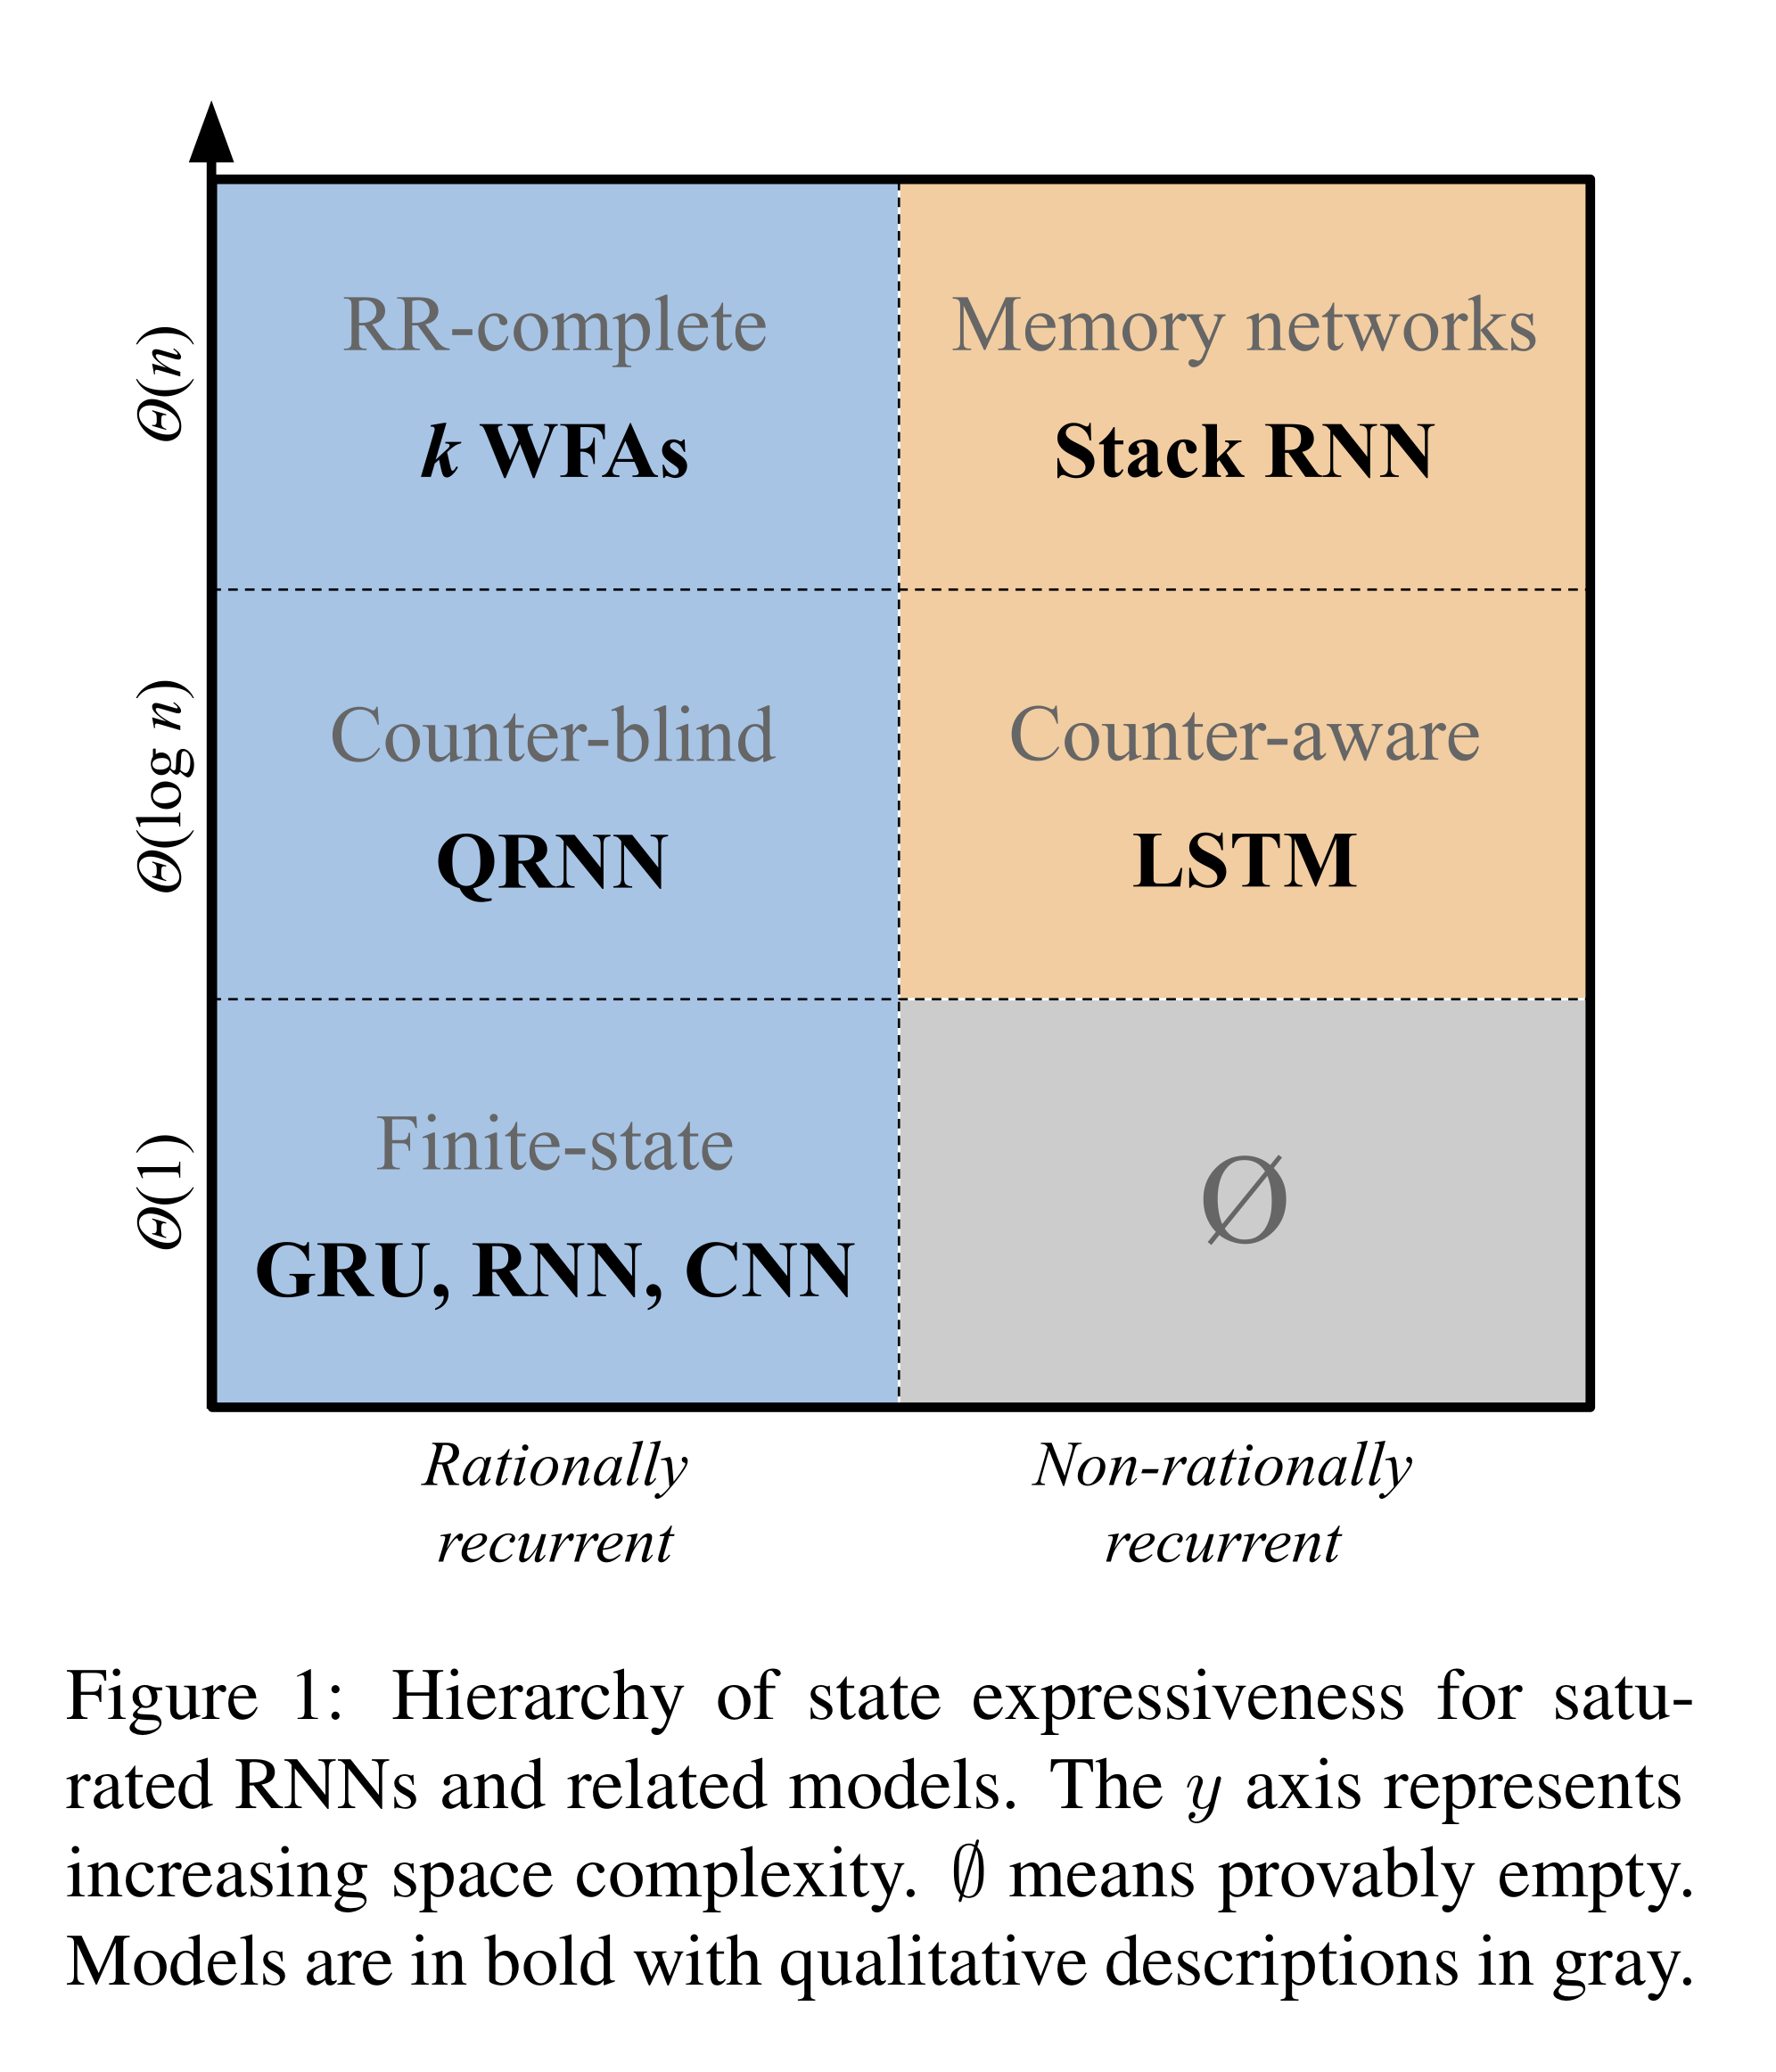 Θ(n)
RR-complete
k WFAs
Memory networks
Stack RNN
Θ(log n)
Counter-blind
QRNN
Counter-aware
LSTM
Θ(1)
Finite-state
GRU, RNN, CNN
Ø
Rationally
recurrent
Non-rationally
recurrent
Figure 1: Hierarchy of state expressiveness for satu-
rated RNNs and related models. The y axis represents
increasing space complexity. ∅ means provably empty.
Models are in bold with qualitative descriptions in gray.